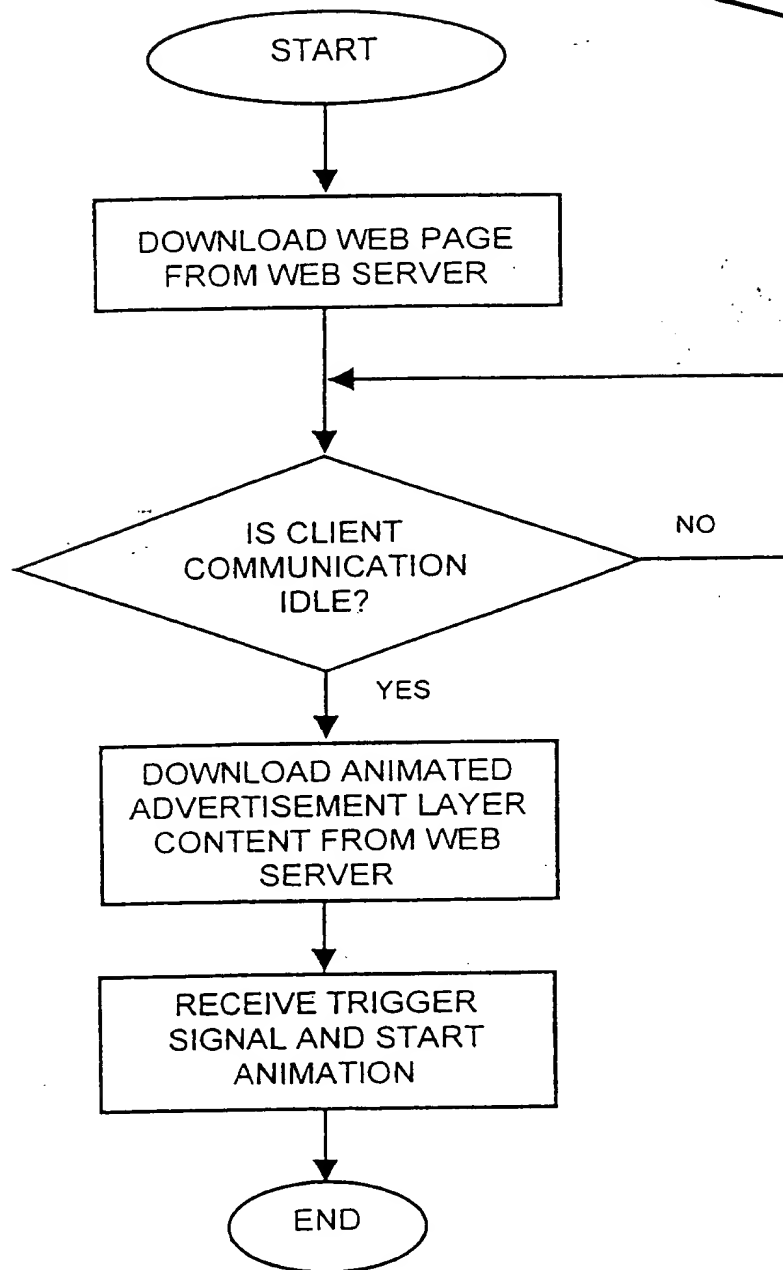 START
DOWNLOAD WEB PAGE
FROM WEB SERVER
IS CLIENT
COMMUNICATION
IDLE?
NO
YES
DOWNLOAD ANIMATED
ADVERTISEMENT LAYER
CONTENT FROM WEB
SERVER
RECEIVE TRIGGER
SIGNAL AND START
ANIMATION
END